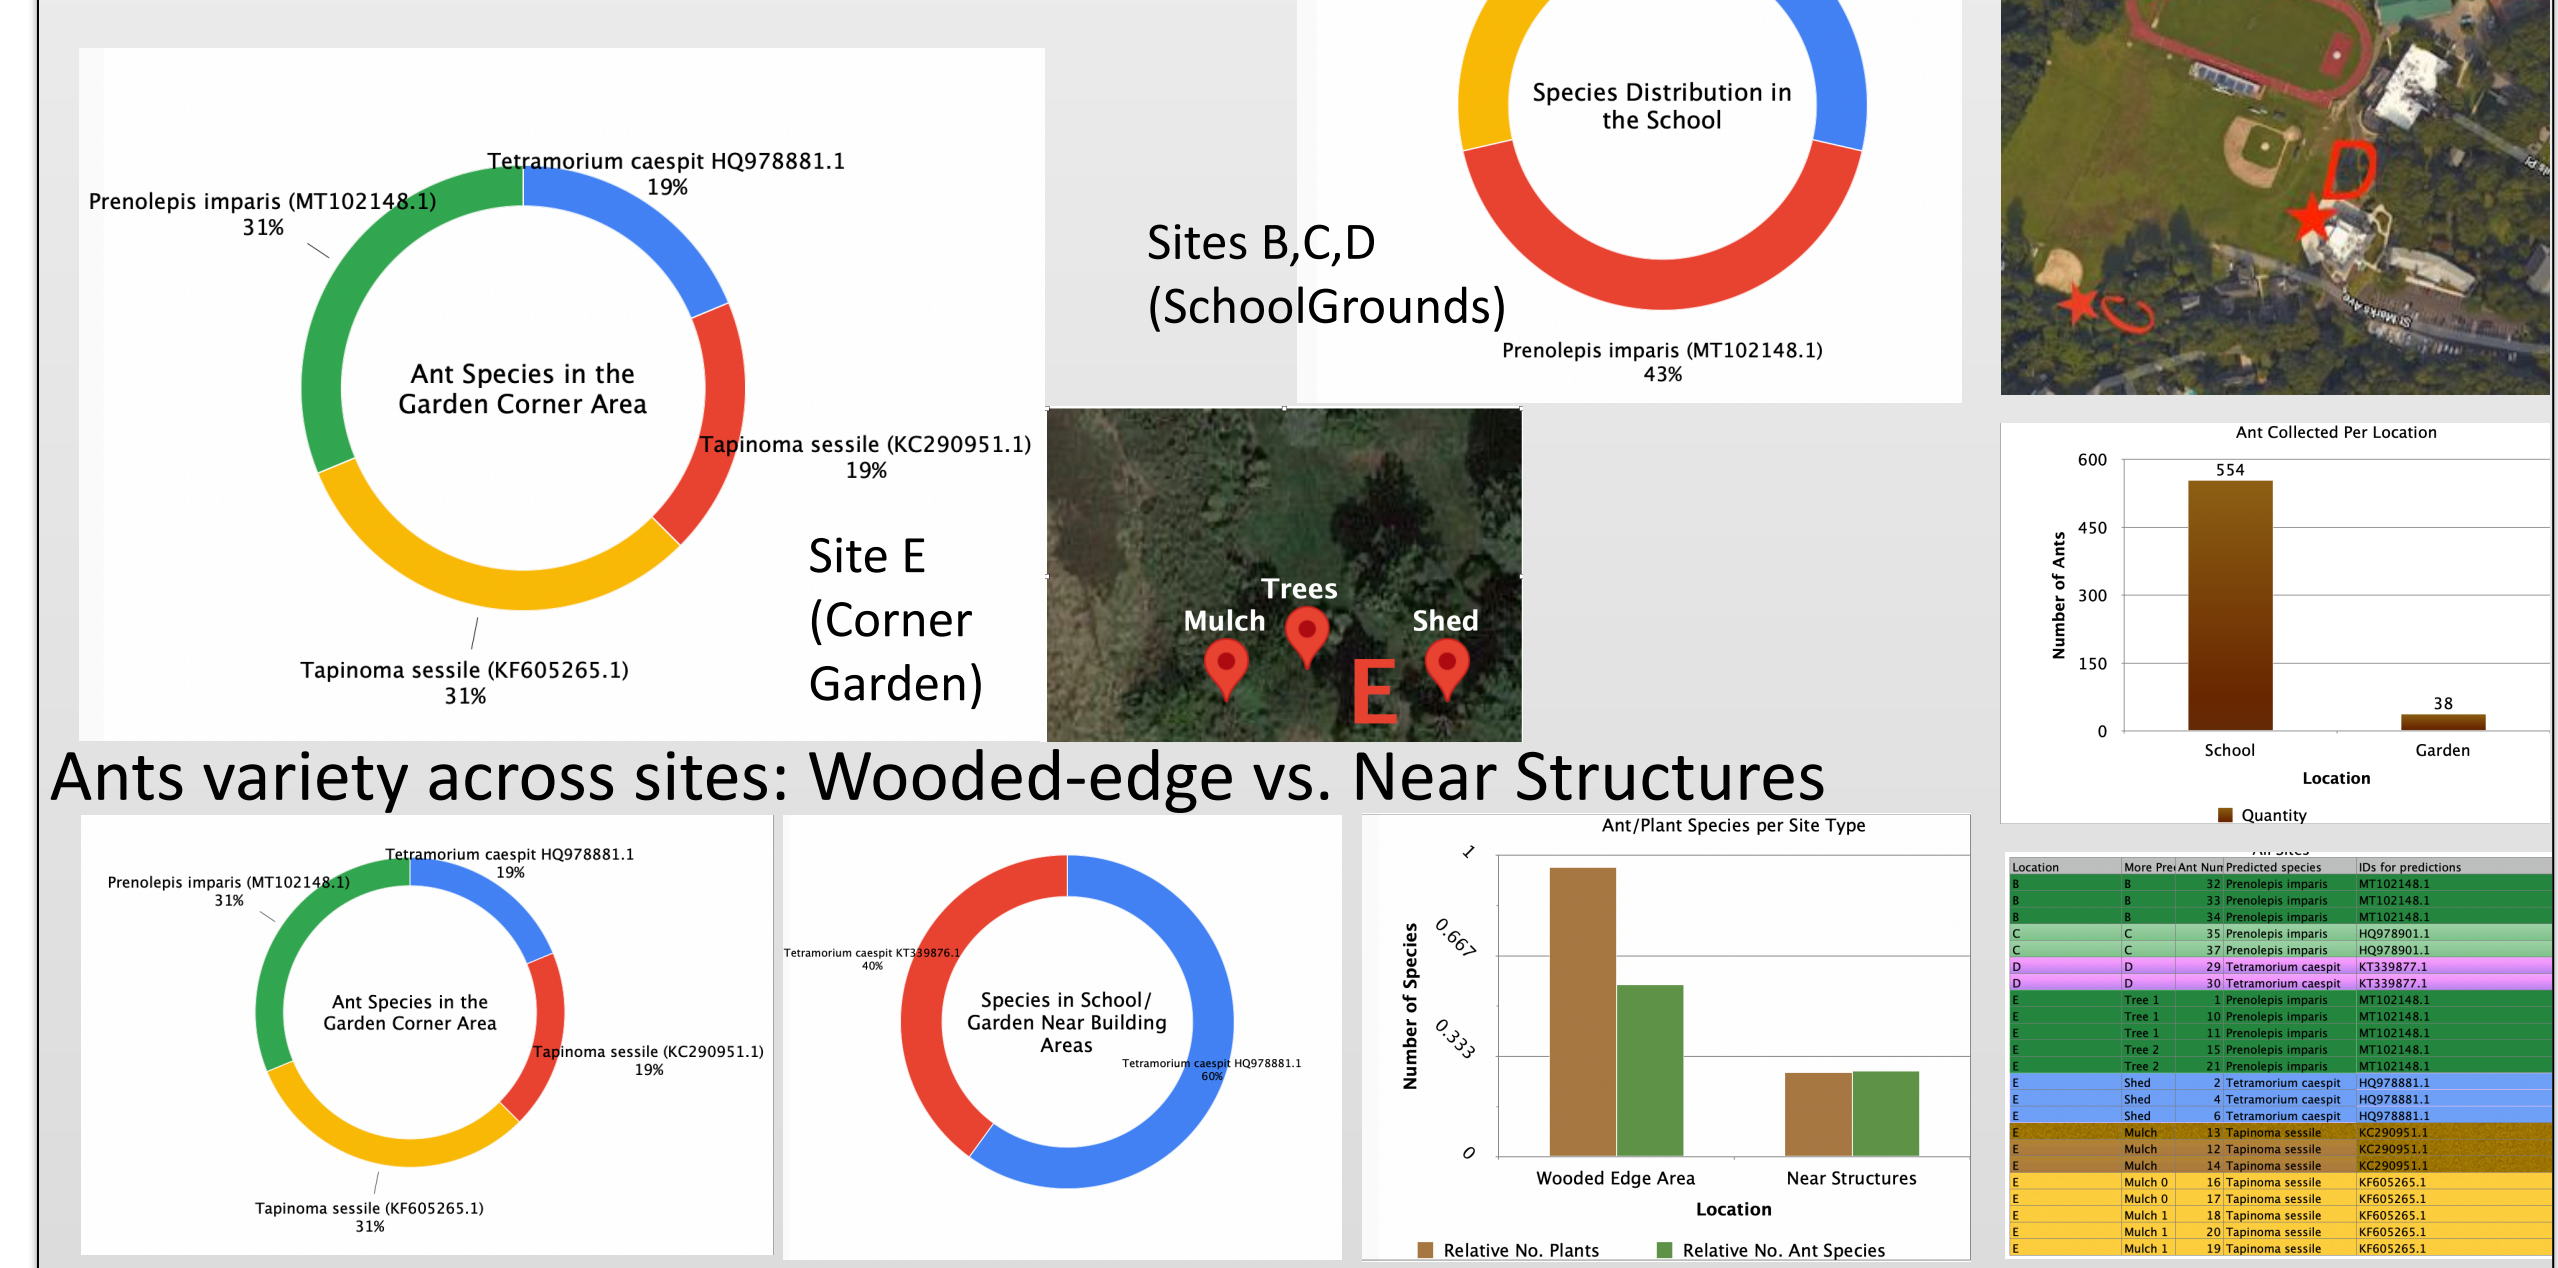 Tetramorium caespit HQ978881.1
19%
Prenolepis imparis (MT102148.1)
31%
Ant Species in the
Garden Corner Area
Tapinoma sessile (KC290951.1)
19%
Tapinoma sessile (KF605265.1)
31%
Site E
(Corner
Garden)
Species Distribution in
the School
Sites B,C,D
(SchoolGrounds)
Prenolepis imparis (MT102148.1)
43%
Trees
Mulch
Shed
E
D
C
St Marks Ave
Ant Collected Per Location
Number of Ants
600
450
300
150
0
554
38
School
Garden
Location
Quantity
Ants variety across sites: Wooded-edge vs. Near Structures
Tetramorium caespit HQ978881.1
19%
Prenolepis imparis (MT102148.1)
31%
Ant Species in the
Garden Corner Area
Tapinoma sessile (KC290951.1)
19%
Tapinoma sessile (KF605265.1)
31%
Tetramorium caespit KT339876.1
40%
Species in School/
Garden Near Building
Areas
Tetramorium caespit HQ978881.1
60%
Ant/Plant Species per Site Type
Number of Species
1
0.667
0.333
0
Wooded Edge Area
Near Structures
Location
Relative No. Plants
Relative No. Ant Species
All Sites
Location More Pre Ant Num Predicted species IDs for predictions
B B 32 Prenolepis imparis MT102148.1
B B 33 Prenolepis imparis MT102148.1
B B 34 Prenolepis imparis MT102148.1
C C 35 Prenolepis imparis HQ978901.1
C C 37 Prenolepis imparis HQ978901.1
D D 29 Tetramorium caespit KT339877.1
D D 30 Tetramorium caespit KT339877.1
E Tree 1 1 Prenolepis imparis MT102148.1
E Tree 1 10 Prenolepis imparis MT102148.1
E Tree 1 11 Prenolepis imparis MT102148.1
E Tree 2 15 Prenolepis imparis MT102148.1
E Tree 2 21 Prenolepis imparis MT102148.1
E Shed 2 Tetramorium caespit HQ978881.1
E Shed 4 Tetramorium caespit HQ978881.1
E Shed 6 Tetramorium caespit HQ978881.1
E Mulch 13 Tapinoma sessile KC290951.1
E Mulch 12 Tapinoma sessile KC290951.1
E Mulch 14 Tapinoma sessile KC290951.1
E Mulch 0 16 Tapinoma sessile KF605265.1
E Mulch 0 17 Tapinoma sessile KF605265.1
E Mulch 1 18 Tapinoma sessile KF605265.1
E Mulch 1 20 Tapinoma sessile KF605265.1
E Mulch 1 19 Tapinoma sessile KF605265.1